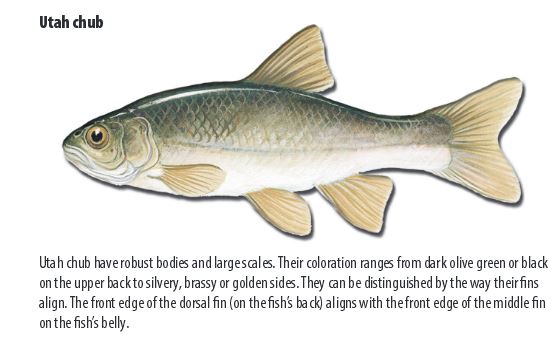 Utah chub
Utah chub have robust bodies and large scales. Their coloration ranges from dark olive green or black
on the upper back to silvery, brassy or golden sides. They can be distinguished by the way their fins
align. The front edge of the dorsal fin (on the fish's back) aligns with the front edge of the middle fin
on the fish's belly.